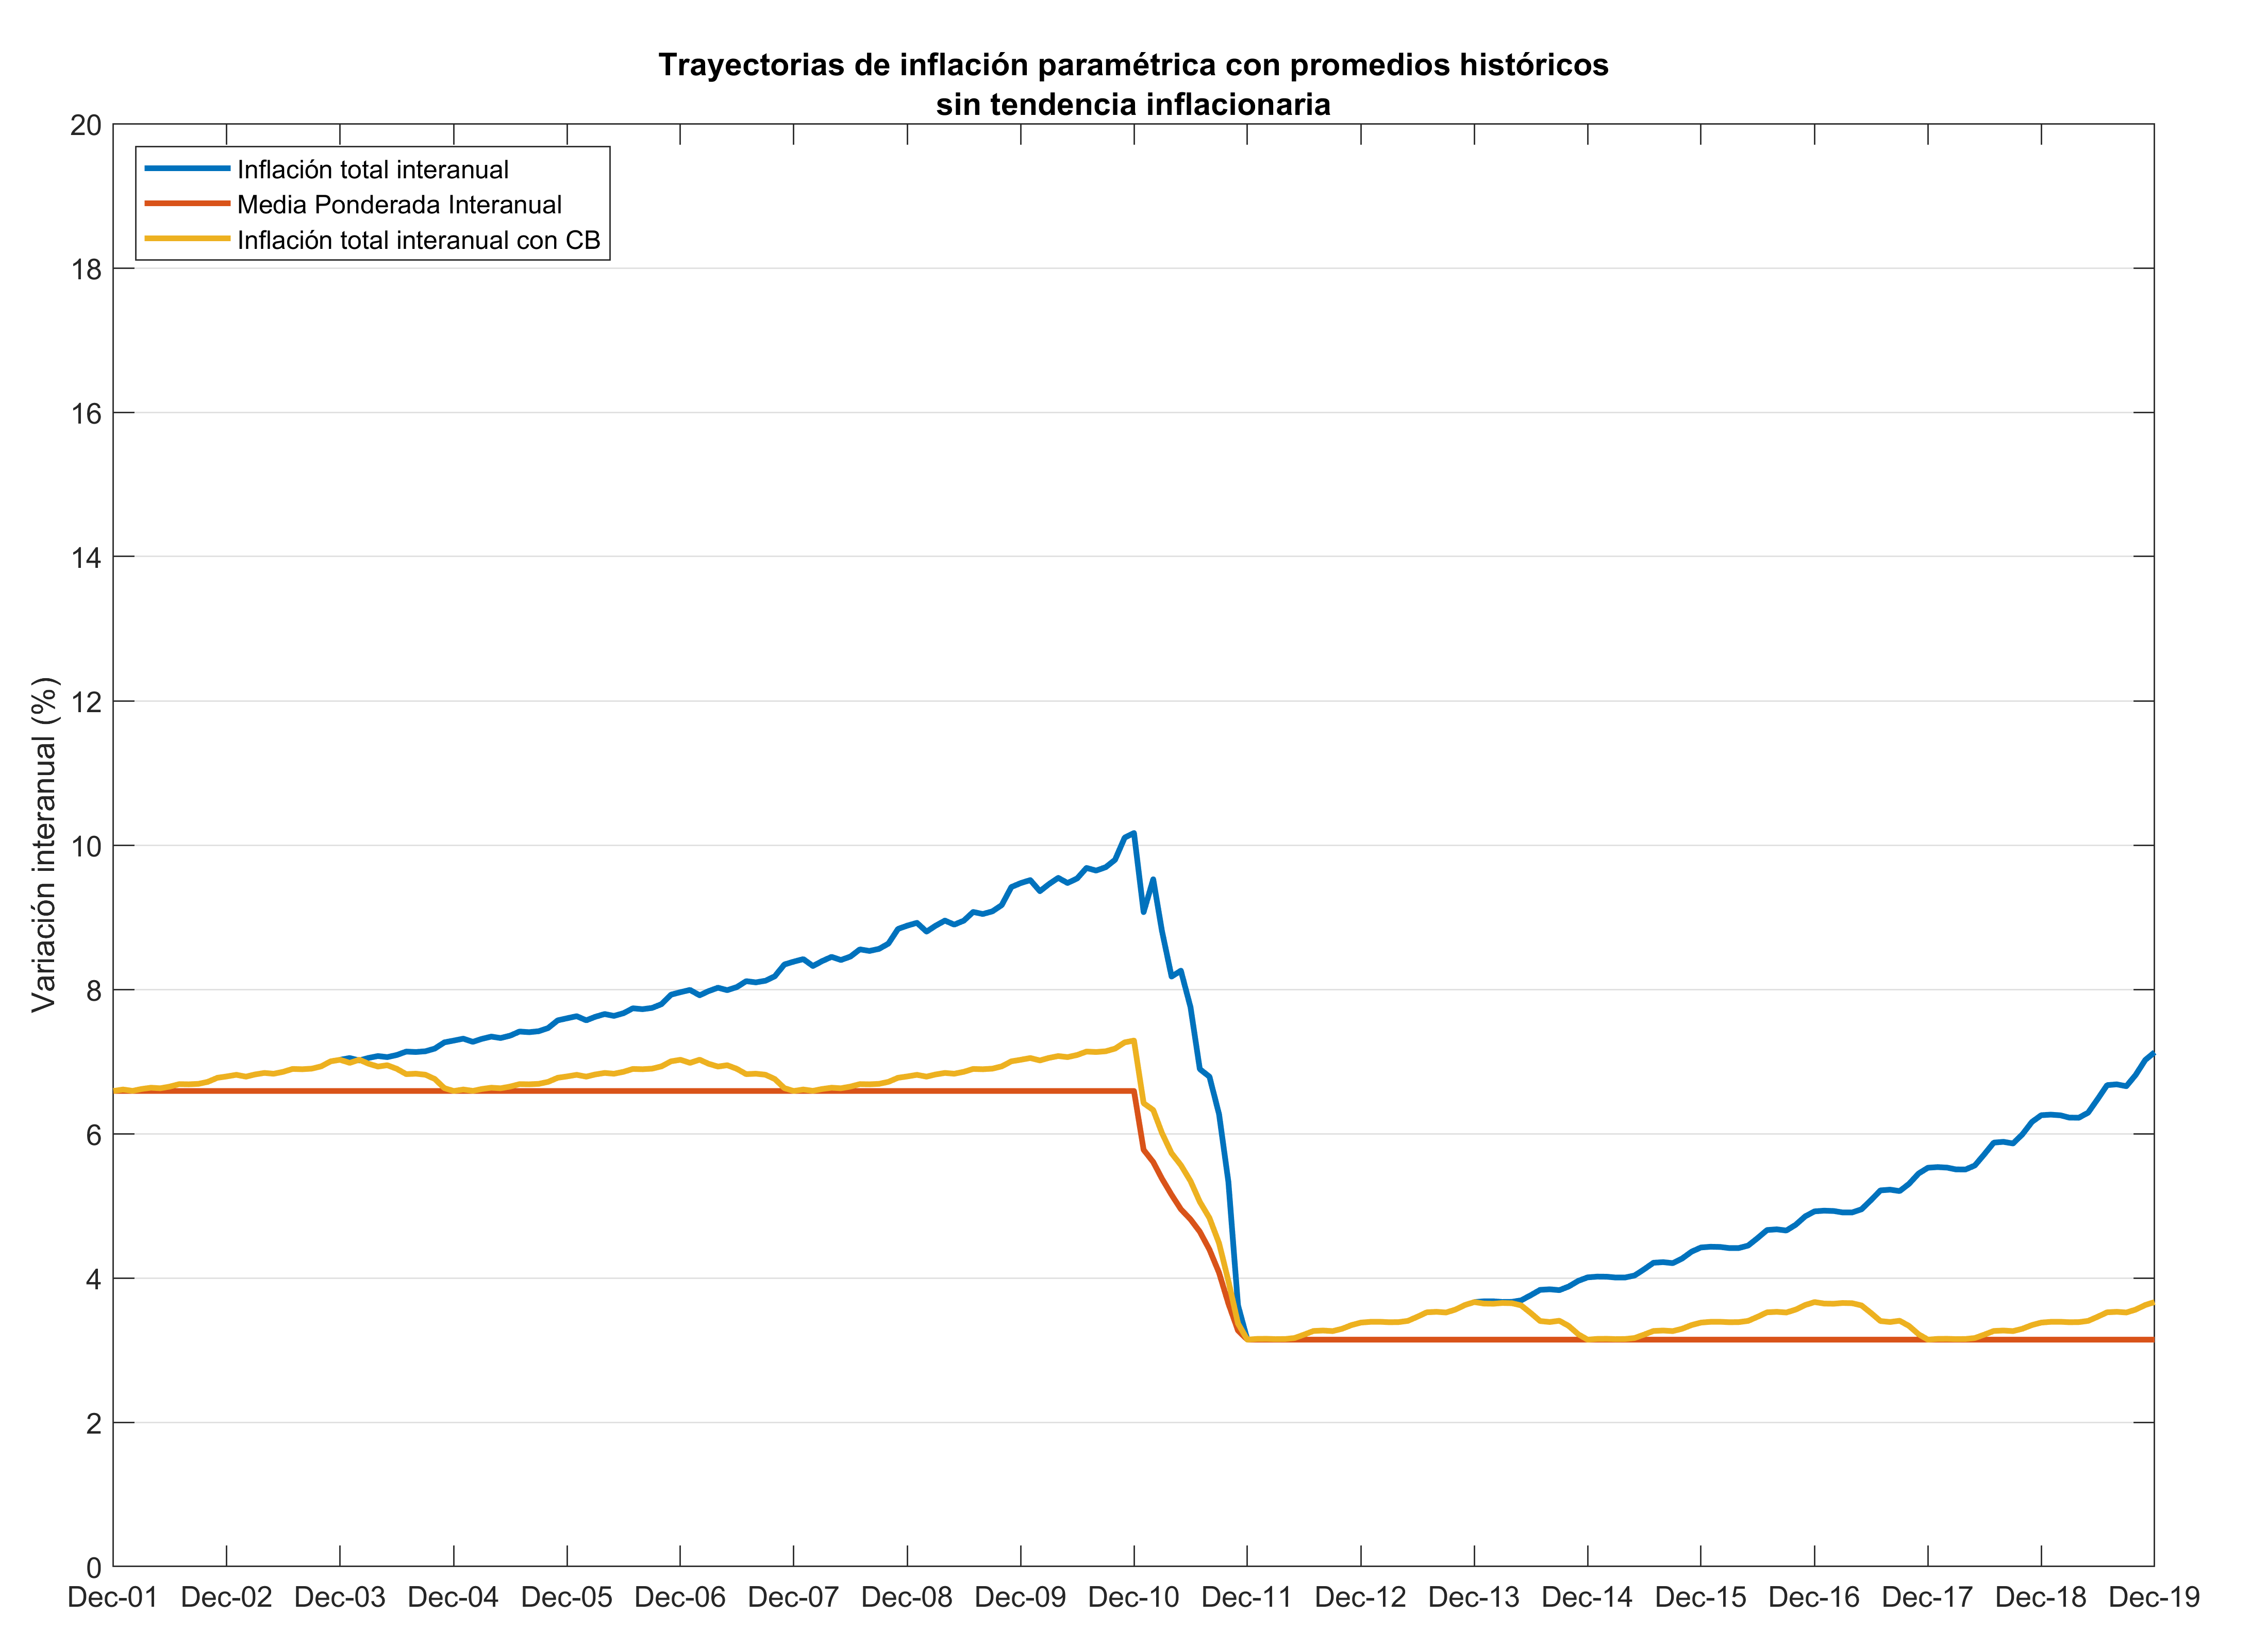 Trayectorias de inflación paramétrica con promedios históricos
sin tendencia inflacionaria
Inflación total interanual
Media Ponderada Interanual
Inflación total interanual con CB
Variación interanual (%)
20
18
16
14
12
10
8
6
4
2
0
Dec-01 Dec-02 Dec-03 Dec-04 Dec-05 Dec-06 Dec-07 Dec-08 Dec-09 Dec-10 Dec-11 Dec-12 Dec-13 Dec-14 Dec-15 Dec-16 Dec-17 Dec-18 Dec-19